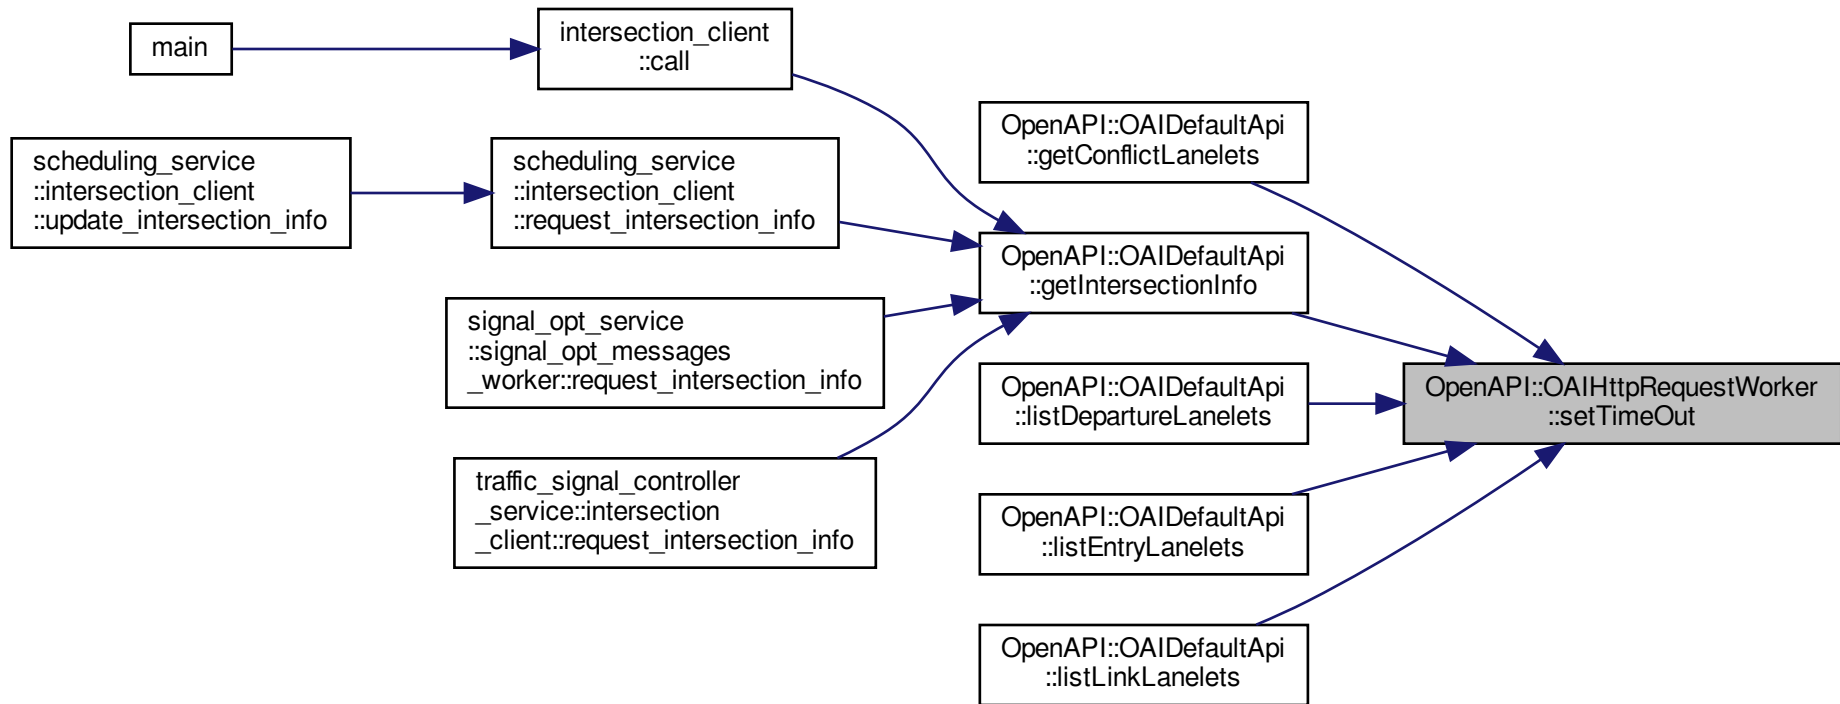 main
intersection_client
::call
scheduling_service
::intersection_client
::update_intersection_info
scheduling_service
::intersection_client
::request_intersection_info
signal_opt_service
::signal_opt_messages
_worker::request_intersection_info
traffic_signal_controller
_service::intersection
_client::request_intersection_info
OpenAPI::OAIDefaultApi
::getConflictLanelets
OpenAPI::OAIDefaultApi
::getIntersectionInfo
OpenAPI::OAIDefaultApi
::listDepartureLanelets
OpenAPI::OAIDefaultApi
::listEntryLanelets
OpenAPI::OAIDefaultApi
::listLinkLanelets
OpenAPI::OAIHttpRequestWorker
::setTimeOut